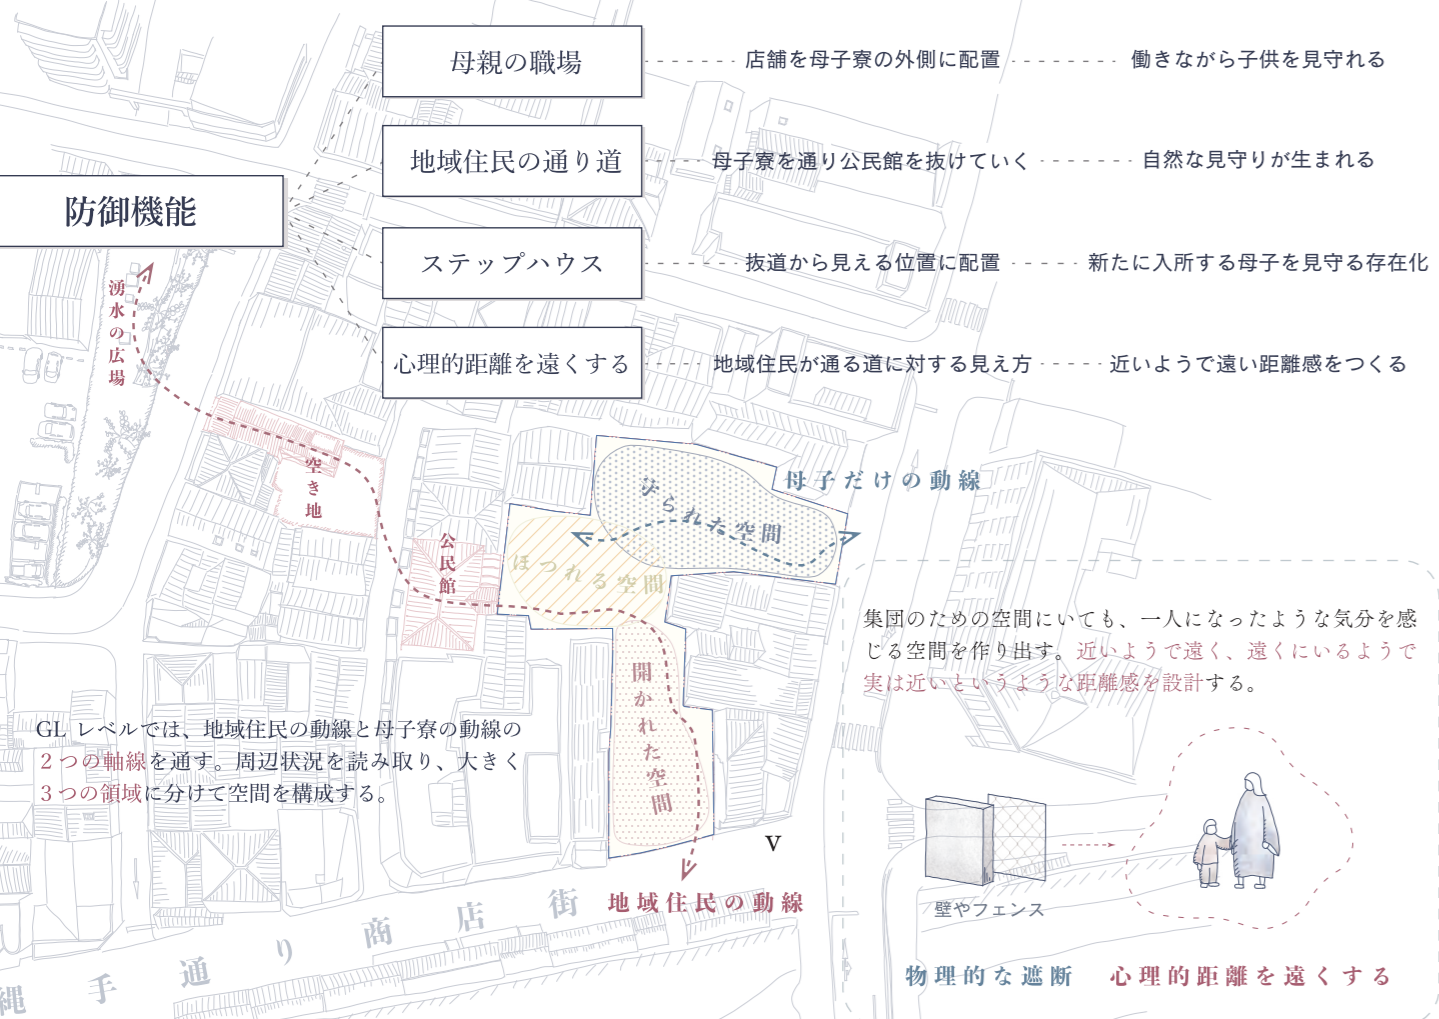 防御機能
母親の職場
店舗を母子寮の外側に配置
働きながら子供を見守れる
地域住民の通り道
母子寮を通り公民館を抜けていく
自然な見守りが生まれる
ステップハウス
抜道から見える位置に配置
新たに入所する母子を見守る存在化
心理的距離を遠くする
地域住民が通る道に対する見え方
近いようで遠い距離感をつくる
湧水の広場
空き地
公民館
守られた空間
母子だけの動線
ほつれる空間
開かれた空間
地域住民の動線
GL レベルでは、地域住民の動線と母子寮の動線の
２つの軸線を通す。周辺状況を読み取り、大きく
３つの領域に分けて空間を構成する。
v
縄手通り商店街
集団のための空間にいても、一人になったような気分を感
じる空間を作り出す。近いようで遠く、遠くにいるようで
実は近いというような距離感を設計する。
壁やフェンス
物理的な遮断
心理的距離を遠くする